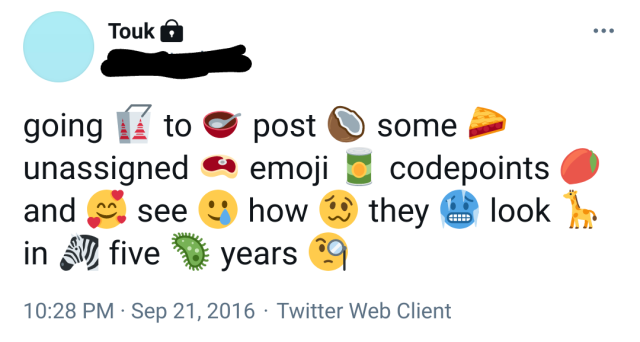 Touk 🔒
going 🥡 to 🥣 post 🥥 some 🥧
unassigned 🥩 emoji 🥫 codepoints 🥭
and 🥰 see 🥲 how 🥴 they 🥶 look 🦒
in 🦓 five 🦠 years 🧐
10:28 PM · Sep 21, 2016 · Twitter Web Client